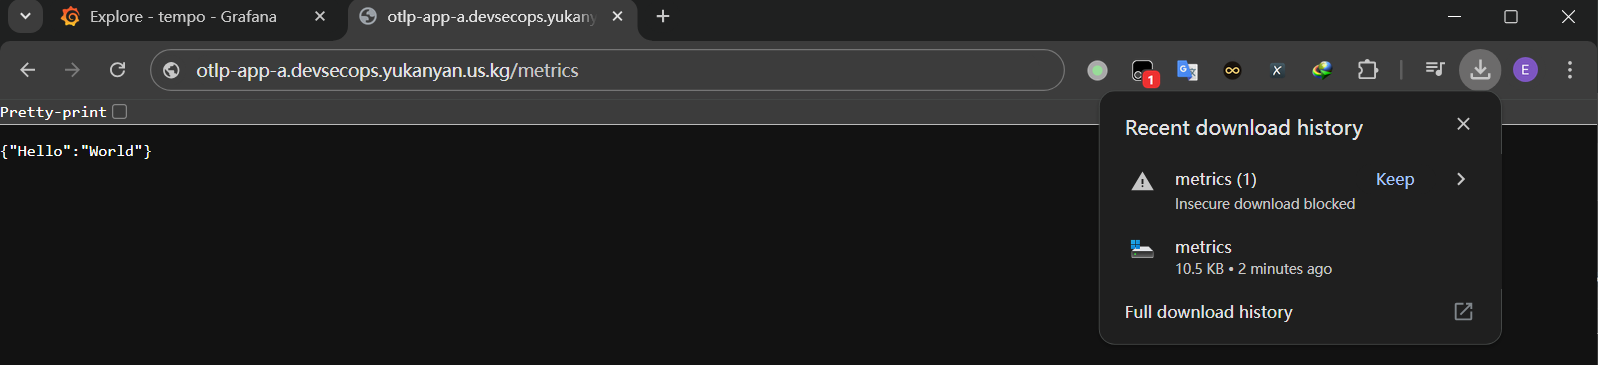 Explore - tempo - Grafana
otlp-app-a.devsecops.yukany
otlp-app-a.devsecops.yukanyan.us.kg/metrics
1
E
Pretty-print
{"Hello":"World"}
Recent download history
metrics (1)
Keep
Insecure download blocked
metrics
10.5 KB • 2 minutes ago
Full download history